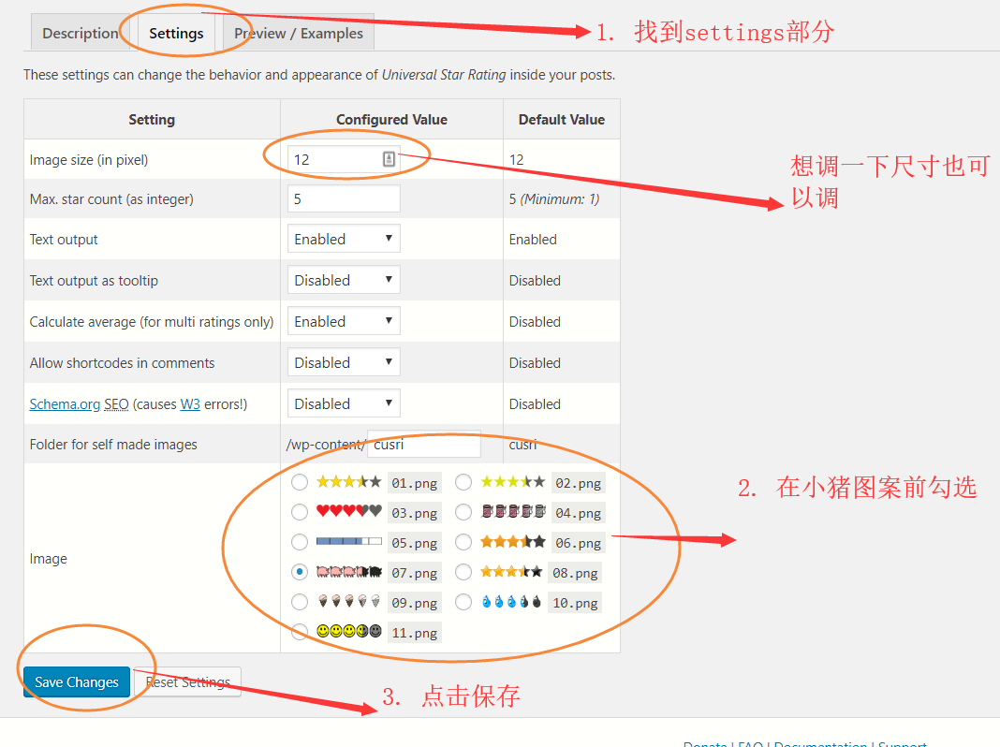 Description Settings Preview / Examples
1. 找到settings部分
These settings can change the behavior and appearance of Universal Star Rating inside your posts.
Setting Configured Value Default Value
Image size (in pixel) 12 12
想调一下尺寸也可
以调
Max. star count (as integer) 5 5 (Minimum: 1)
Text output Enabled Enabled
Text output as tooltip Disabled Disabled
Calculate average (for multi ratings only) Enabled Disabled
Allow shortcodes in comments Disabled Disabled
Schema.org SEO (causes W3 errors!) Disabled Disabled
Folder for self made images /wp-content/ cusri cusri
01.png 02.png
2. 在小猪图案前勾选
03.png 04.png
05.png 06.png
Image
07.png 08.png
09.png 10.png
11.png
Save Changes Reset Settings
3. 点击保存
Donate | FAQ | Documentation | Support